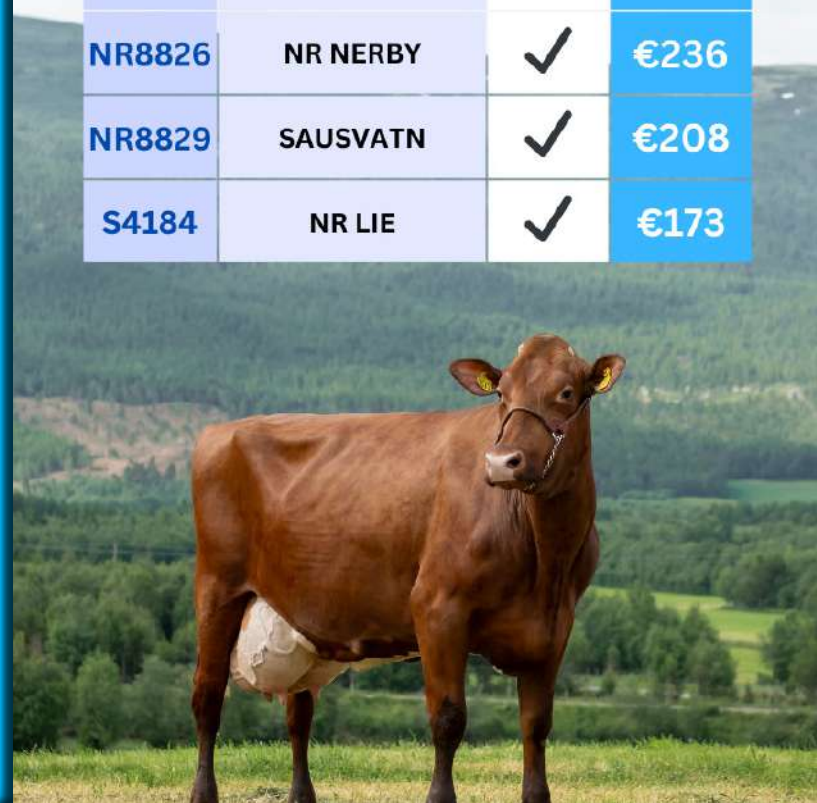 NR8826 NR NERBY ✓ €236
NR8829 SAUSVATN ✓ €208
S4184 NR LIE ✓ €173